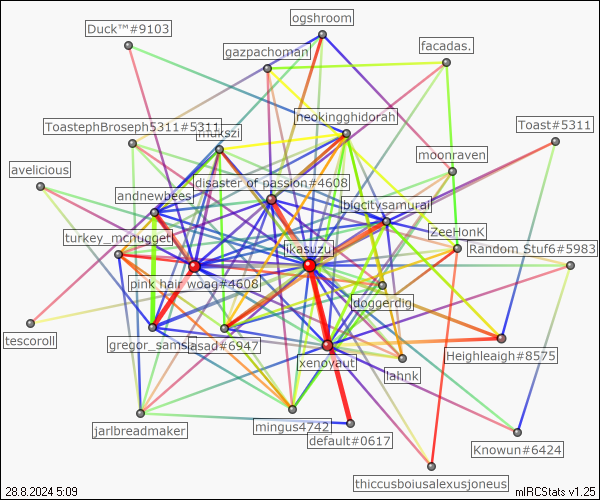 ogshroom
Duck™#9103
gazpachoman
facadas.
neokingghidorah
ToastephBroseph5311#5311
mukszi
Toast#5311
moonraven
avelicious
disaster of passion#4608
andnewbees
bigcitysamurai
turkey_mcnugget
ZeeHonK
likasuzu
Random Stuf6#5983
pink hair woag#4608
doggerdig
tescoroll
gregor_sams
asad#6947
Heighleaigh#8575
xenoyaut
lahnk
jarlbreadmaker
mingus4742
default#0617
Knowun#6424
thiccusboiusalexusjoneus
28.8.2024 5:09
mIRCStats v1.25